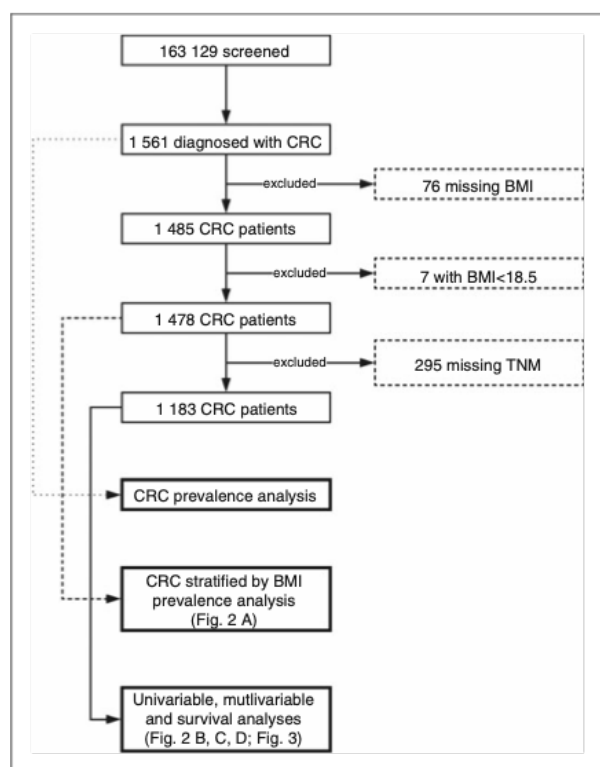 163 129 screened
1 561 diagnosed with CRC
excluded
76 missing BMI
1 485 CRC patients
excluded
7 with BMI<18.5
1 478 CRC patients
excluded
295 missing TNM
1 183 CRC patients
CRC prevalence analysis
CRC stratified by BMI
prevalence analysis
(Fig. 2 A)
Univariable, mutlivariable
and survival analyses
(Fig. 2 B, C, D; Fig. 3)